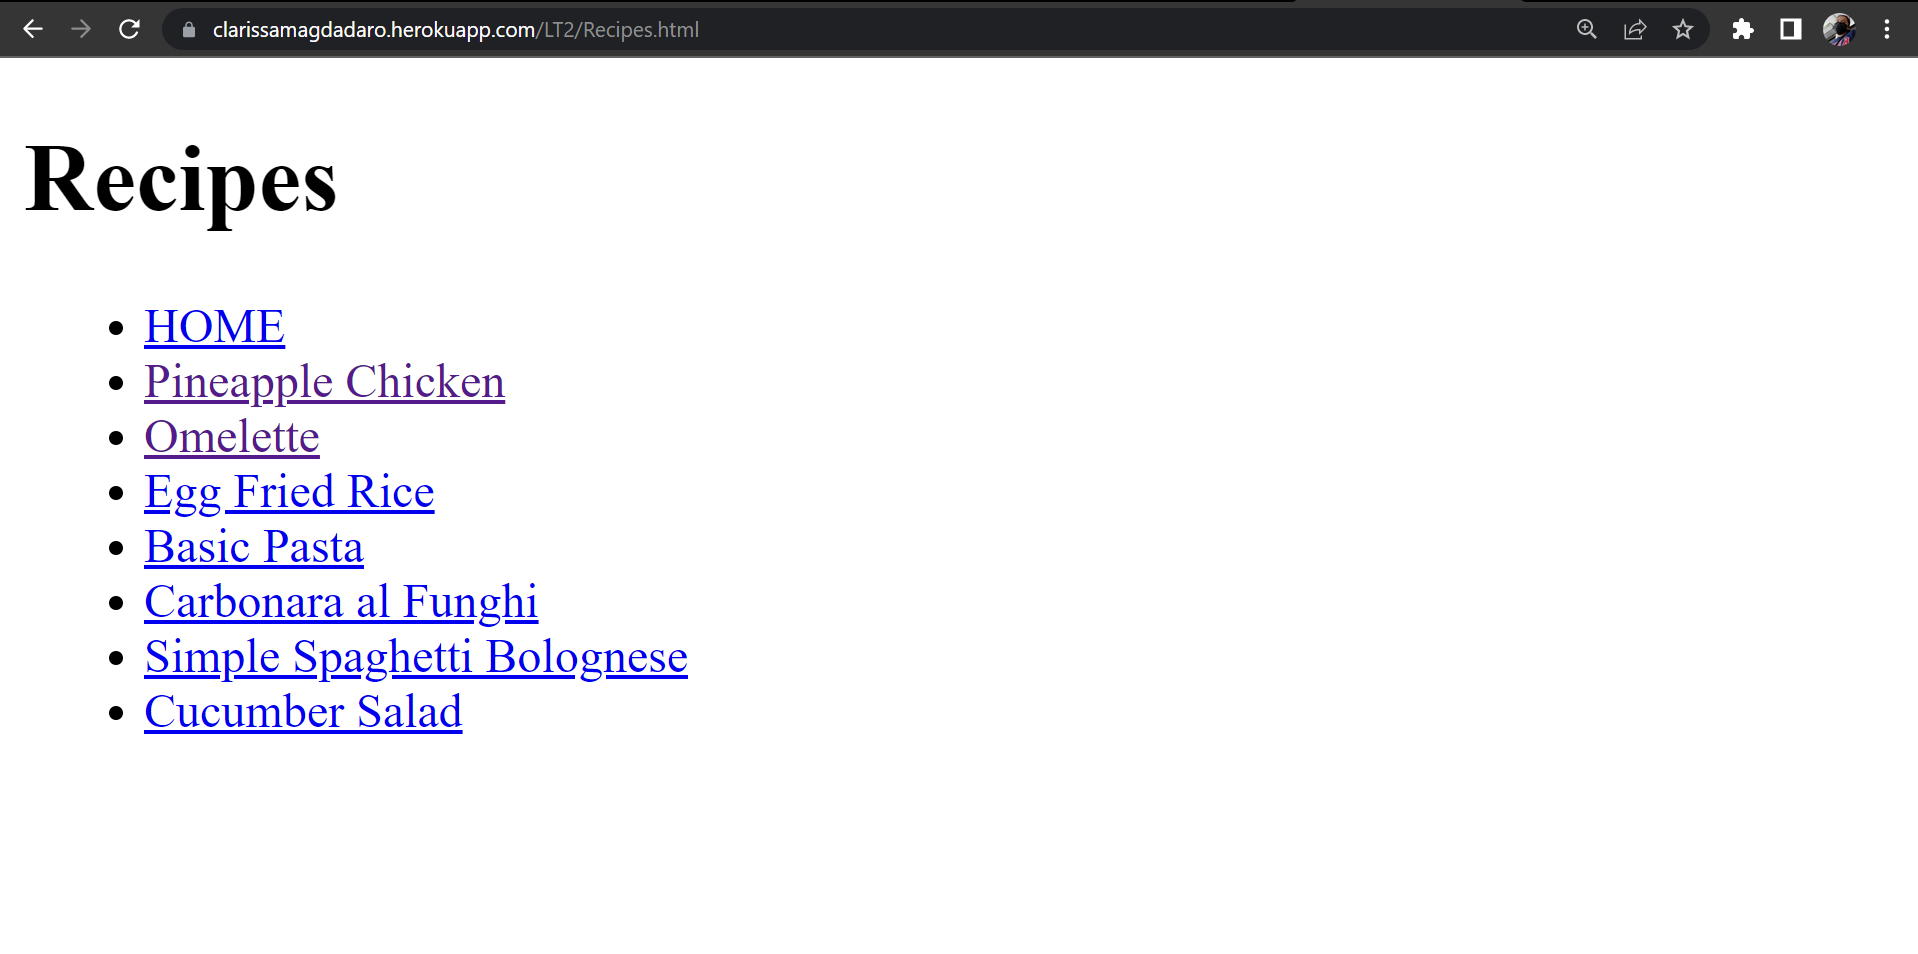 clarissamagdadaro.herokuapp.com/LT2/Recipes.html
Recipes
HOME
Pineapple Chicken
Omelette
Egg Fried Rice
Basic Pasta
Carbonara al Funghi
Simple Spaghetti Bolognese
Cucumber Salad